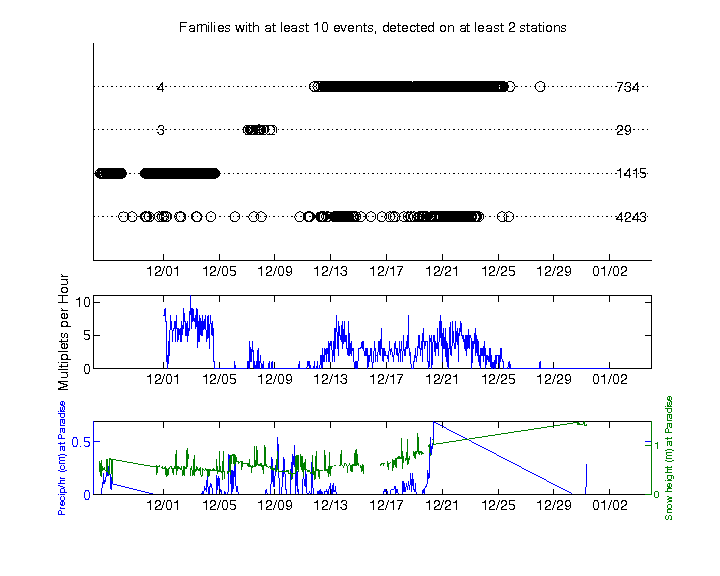 Families with at least 10 events, detected on at least 2 stations
4 734
3 29
1415
4243
12/01 12/05 12/09 12/13 12/17 12/21 12/25 12/29 01/02
Multiplets per Hour
10
5
0
12/01 12/05 12/09 12/13 12/17 12/21 12/25 12/29 01/02
Precip/hr (cm) at Paradise
0.5 1
0 0
Snow height (m) at Paradise
12/01 12/05 12/09 12/13 12/17 12/21 12/25 12/29 01/02